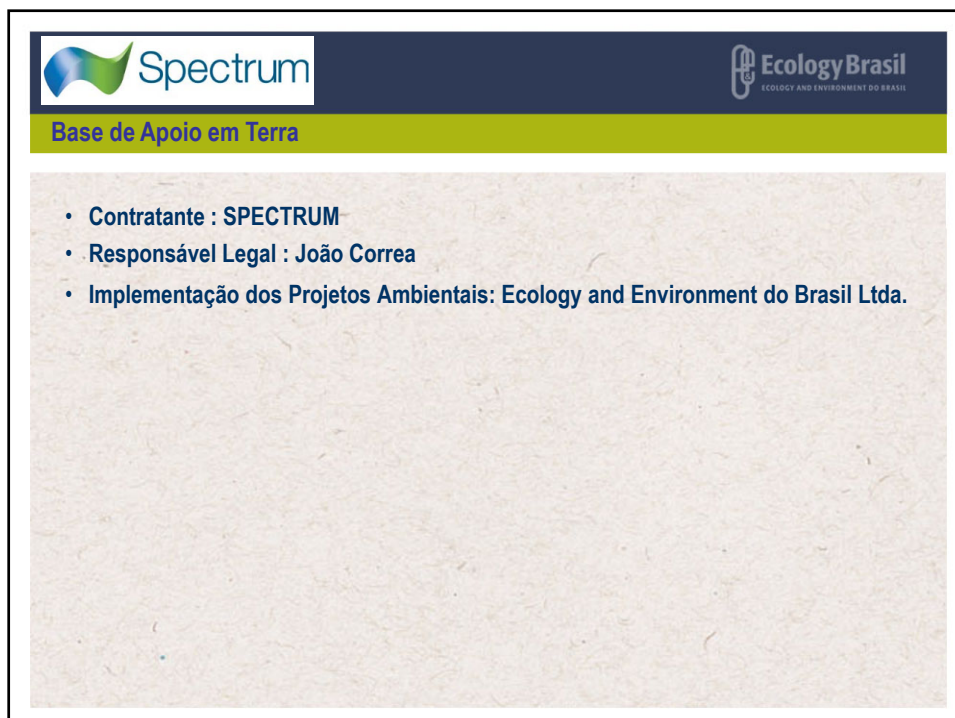 Spectrum
Ecology Brasil
ECOLOGY AND ENVIRONMENT DO BRASIL
Base de Apoio em Terra
• Contratante : SPECTRUM
• Responsável Legal : João Correa
• Implementação dos Projetos Ambientais: Ecology and Environment do Brasil Ltda.